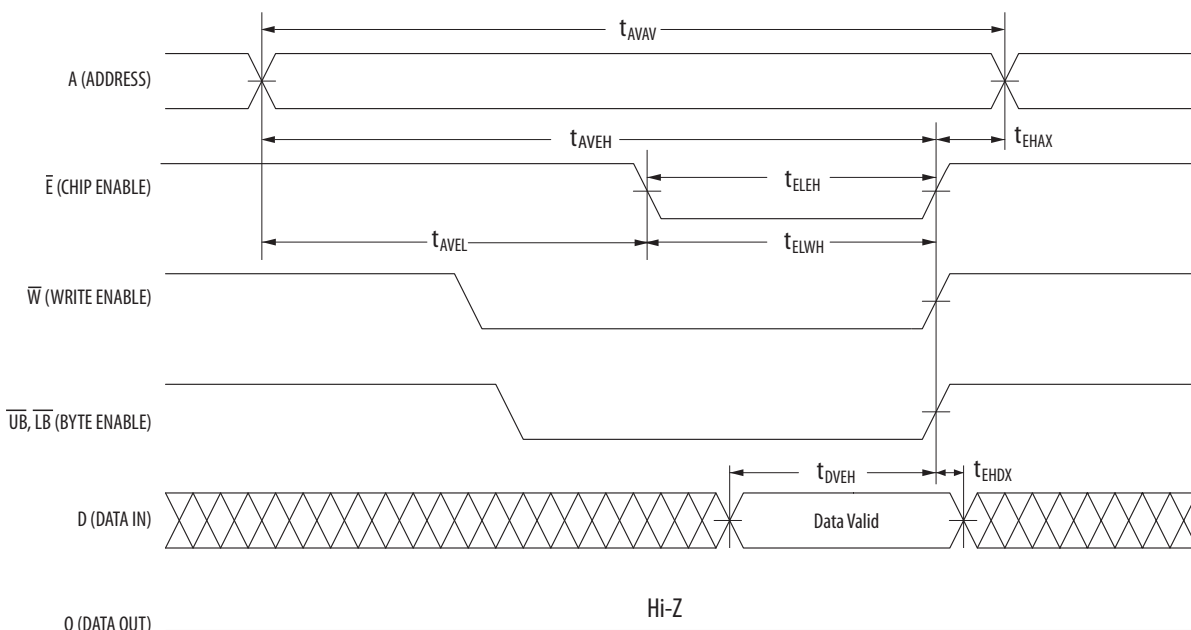 tAVAV
A (ADDRESS)
tAVEH
tEHAX
E̅ (CHIP ENABLE)
tELEH
tAVEL
tELWH
W̅ (WRITE ENABLE)
U̅B̅, L̅B̅ (BYTE ENABLE)
tDVEH
tEHDX
D (DATA IN)
Data Valid
Hi-Z
Q (DATA OUT)